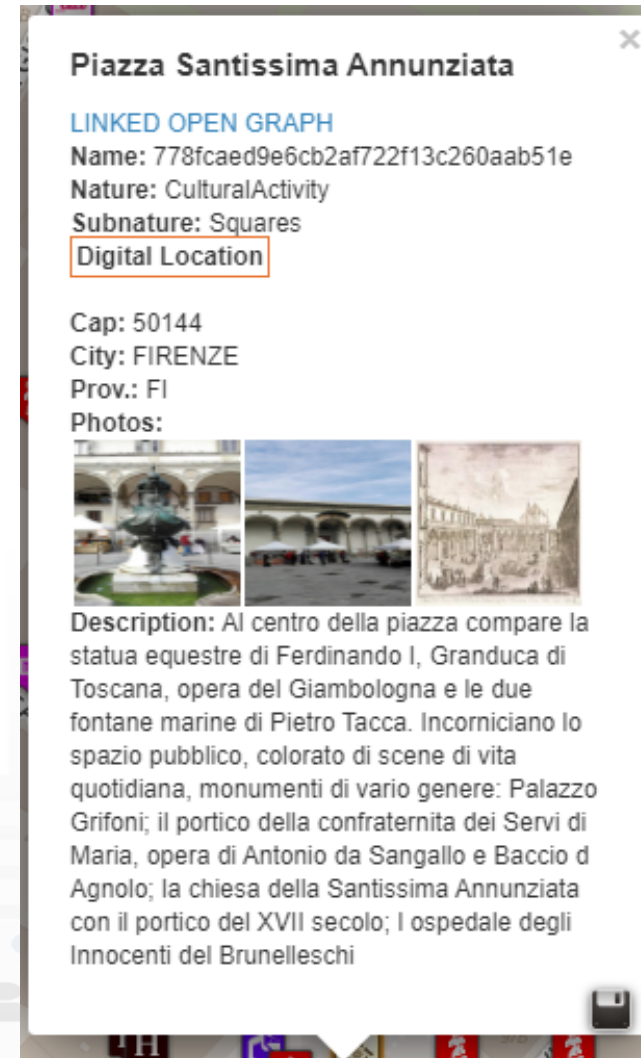 ×
Piazza Santissima Annunziata
LINKED OPEN GRAPH
Name: 778fcaed9e6cb2af722f13c260aab51e
Nature: CulturalActivity
Subnature: Squares
Digital Location
Cap: 50144
City: FIRENZE
Prov.: FI
Photos:
Description: Al centro della piazza compare la
statua equestre di Ferdinando I, Granduca di
Toscana, opera del Giambologna e le due
fontane marine di Pietro Tacca. Incorniciano lo
spazio pubblico, colorato di scene di vita
quotidiana, monumenti di vario genere: Palazzo
Grifoni; il portico della confraternita dei Servi di
Maria, opera di Antonio da Sangallo e Baccio d
Agnolo; la chiesa della Santissima Annunziata
con il portico del XVII secolo; l ospedale degli
Innocenti del Brunelleschi